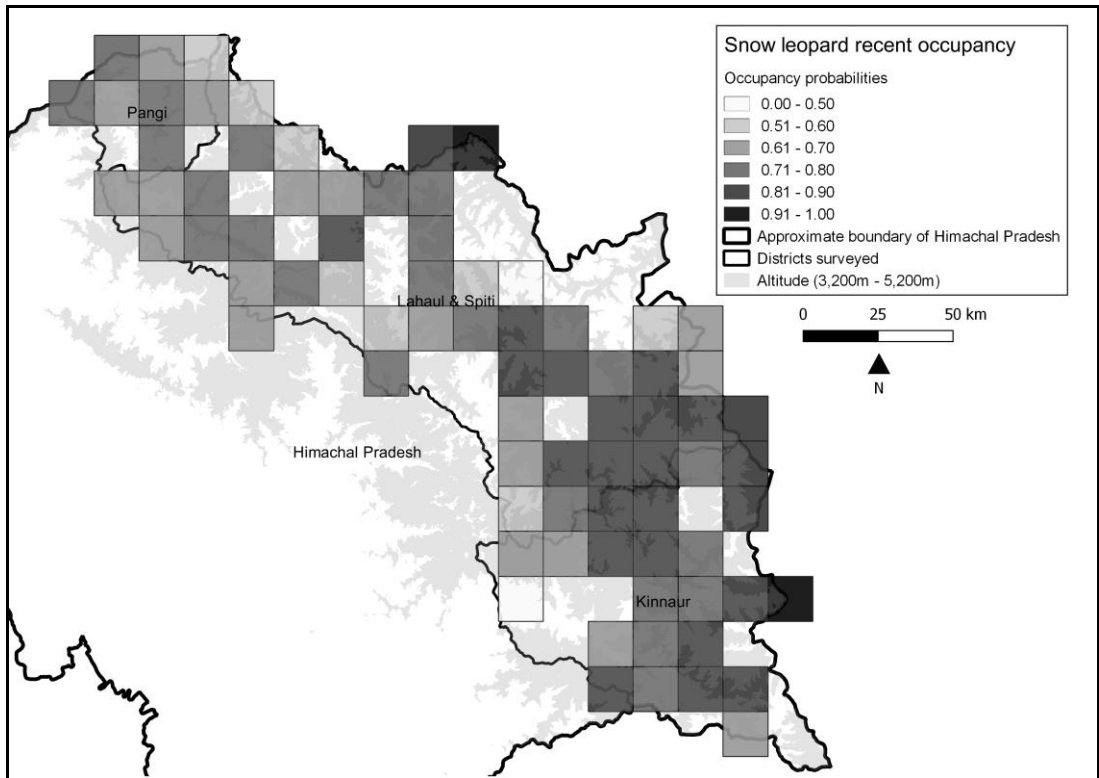 Snow leopard recent occupancy
Occupancy probabilities
0.00 - 0.50
0.51 - 0.60
0.61 - 0.70
0.71 - 0.80
0.81 - 0.90
0.91 - 1.00
Approximate boundary of Himachal Pradesh
Districts surveyed
Altitude (3,200m - 5,200m)
0 25 50 km
N
Pangi
Lahaul & Spiti
Himachal Pradesh
Kinnaur